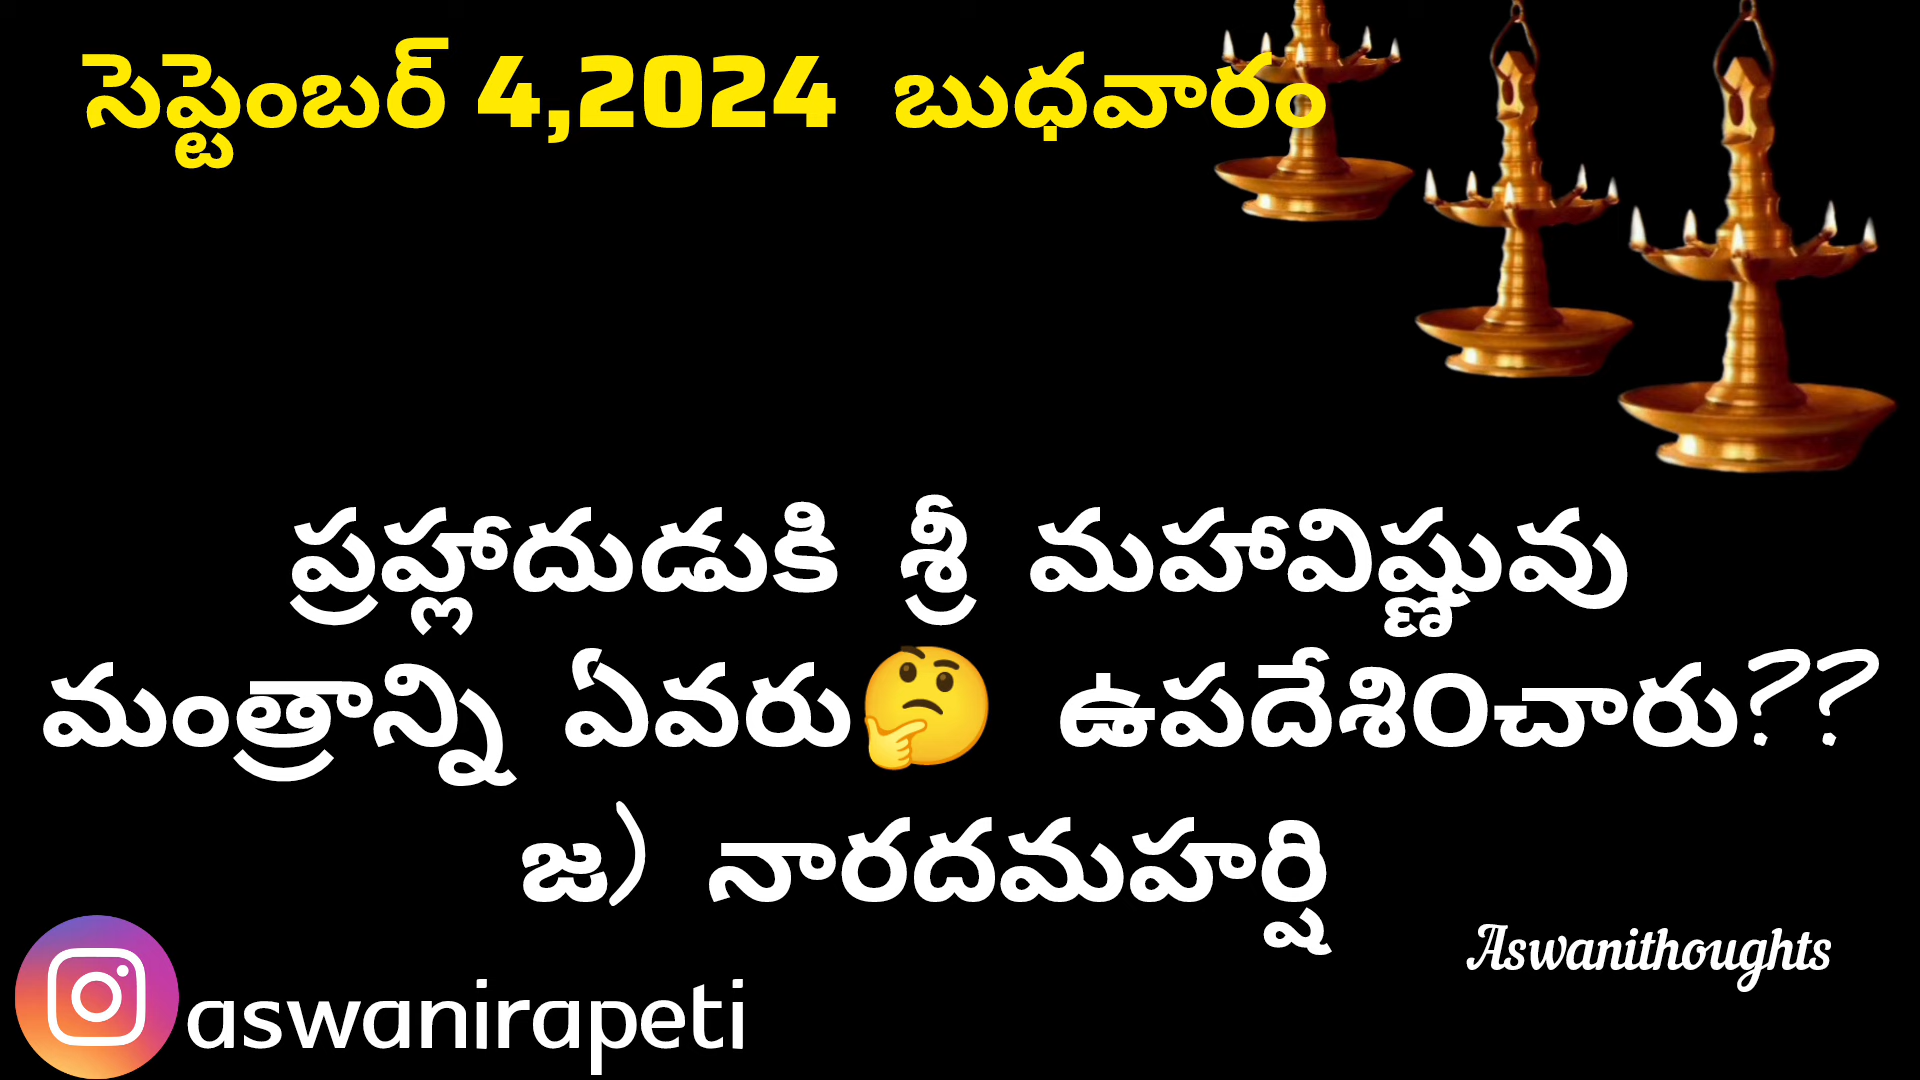 సెప్టెంబర్ 4,2024 బుధవారం
ప్రహ్లాదుడుకి శ్రీ మహావిష్ణువు
మంత్రాన్ని ఏవరు🤔 ఉపదేశించారు??
జ) నారదమహర్షి
Aswanithoughts
aswanirapeti